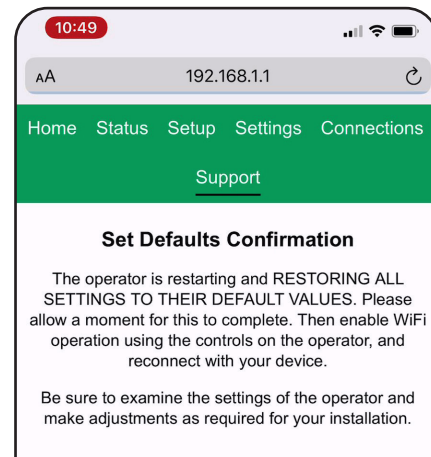 10:49
AA 192.168.1.1
Home Status Setup Settings Connections
Support
Set Defaults Confirmation
The operator is restarting and RESTORING ALL
SETTINGS TO THEIR DEFAULT VALUES. Please
allow a moment for this to complete. Then enable WiFi
operation using the controls on the operator, and
reconnect with your device.
Be sure to examine the settings of the operator and
make adjustments as required for your installation.